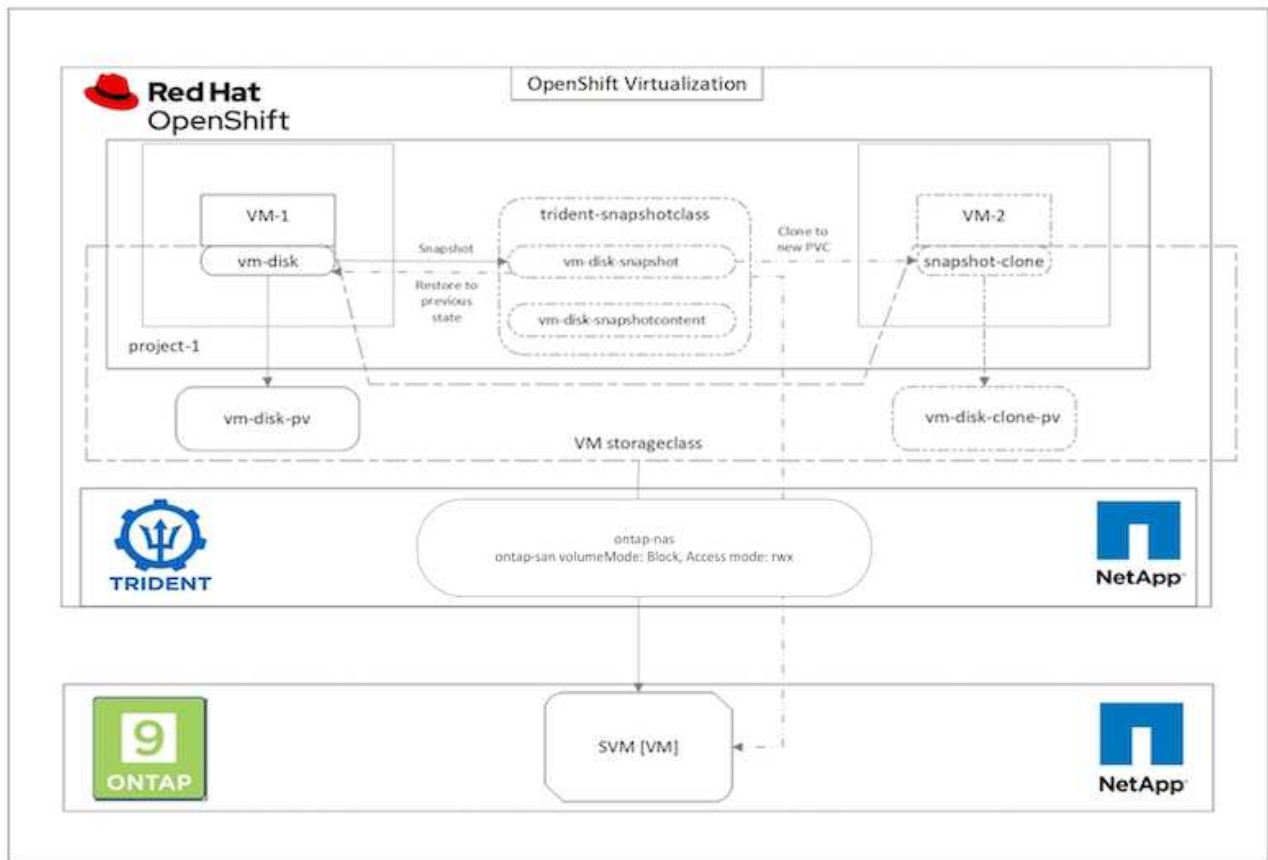 OpenShift Virtualization
Red Hat
OpenShift
VM-1
trident-snapshotclass
VM-2
Clone to
new PVC
Snapshot
vm-disk
vm-disk-snapshot
snapshot-clone
Restore to
previous
state
vm-disk-snapshotcontent
project-1
vm-disk-pv
vm-disk-clone-pv
VM storageclass
ontap-nas
ontap-san volumeMode: Block, Access mode: rwx
TRIDENT
NetApp
9
ONTAP
SVM [VM]
NetApp